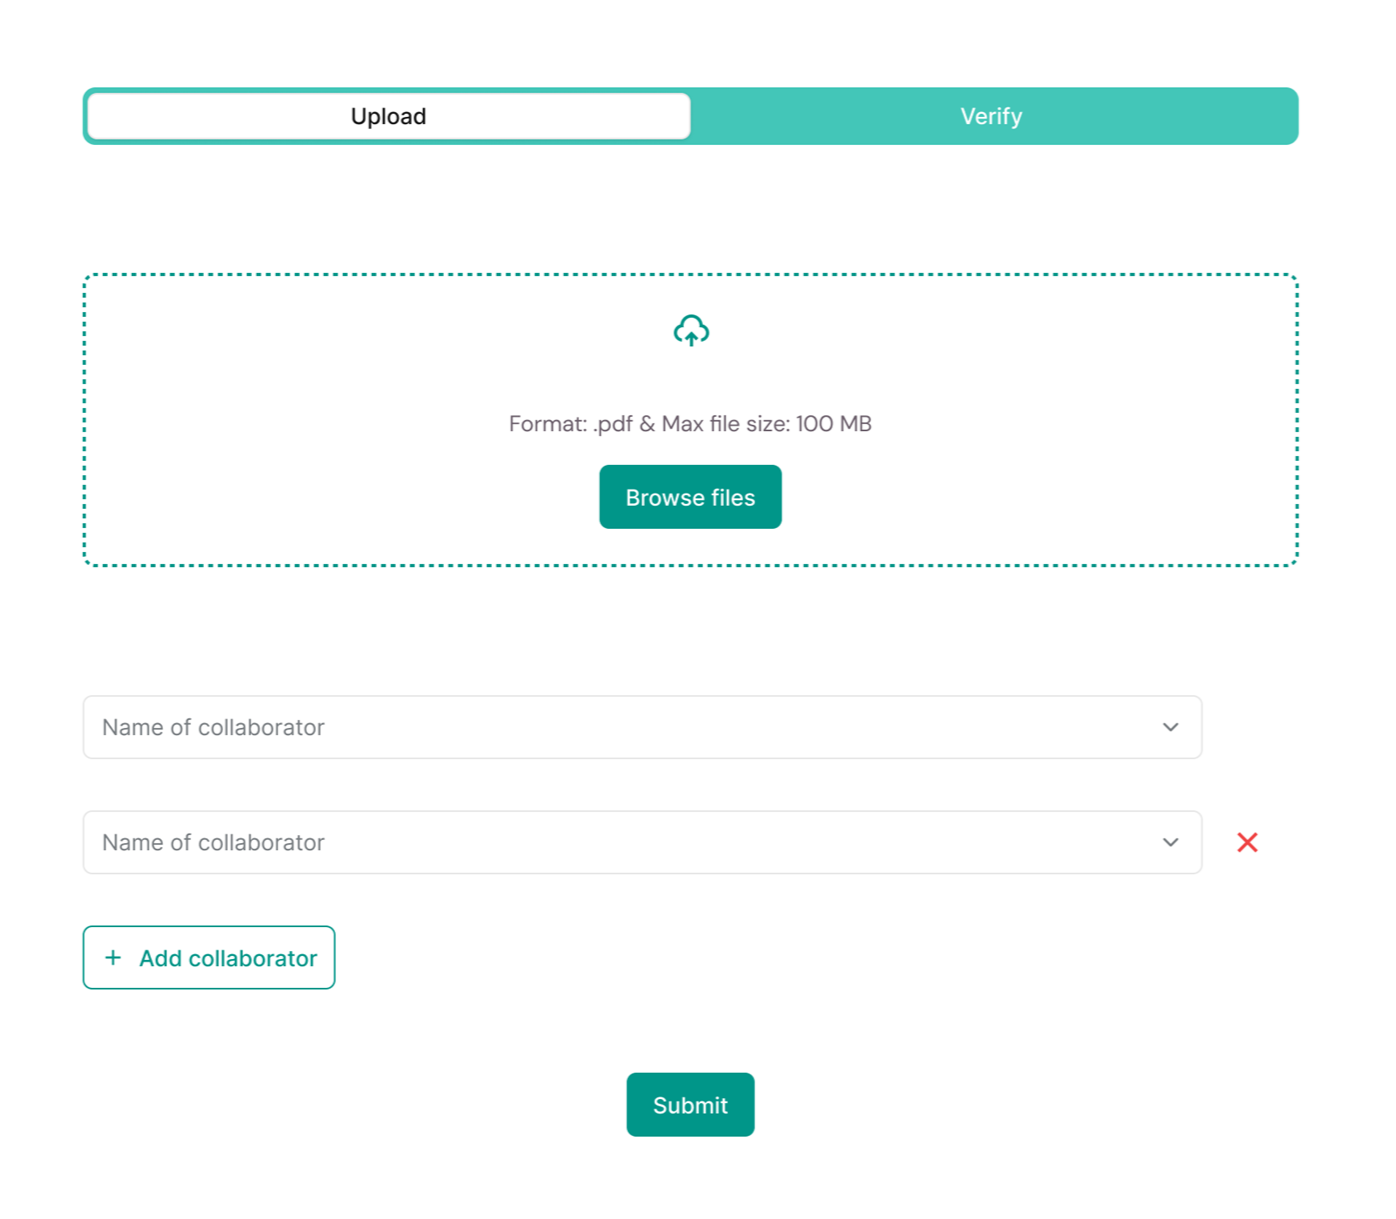 Upload
Verify
Format: .pdf & Max file size: 100 MB
Browse files
Name of collaborator
Name of collaborator
+ Add collaborator
Submit